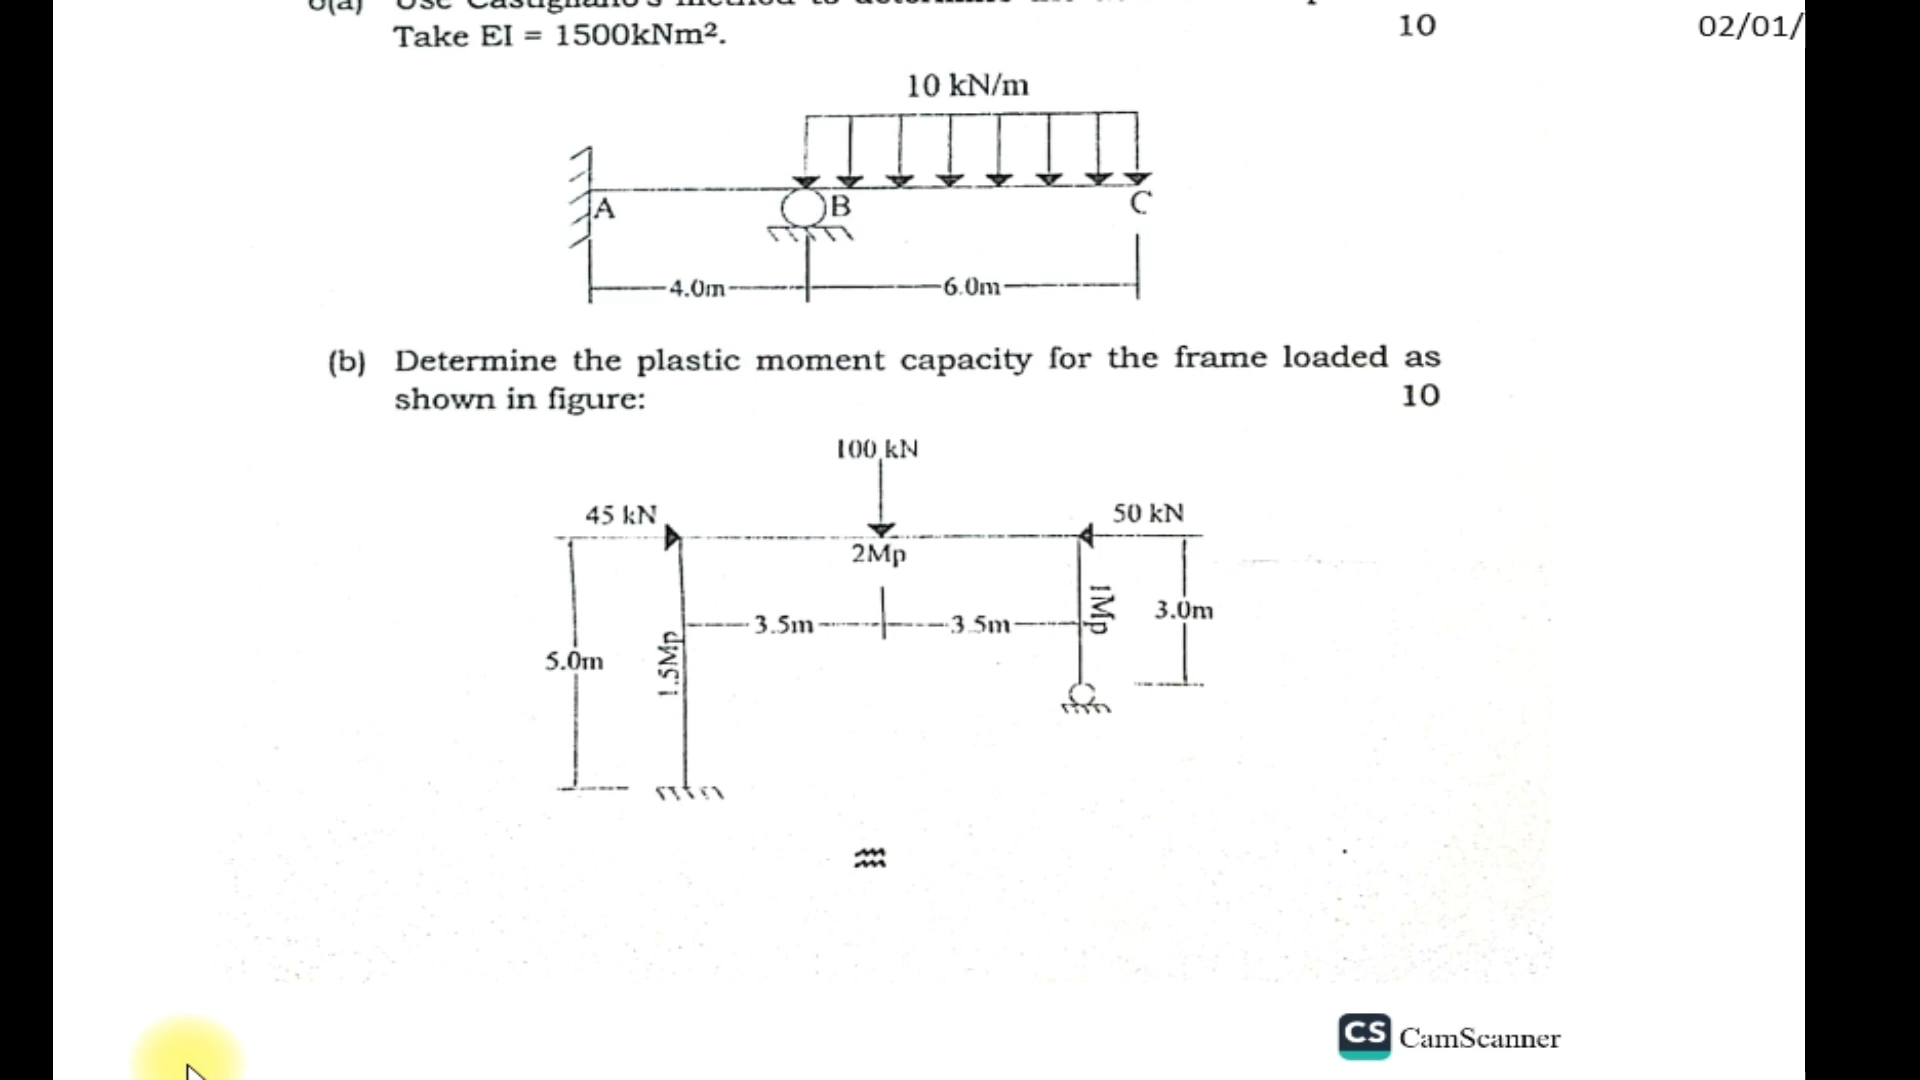 Take EI = 1500kNm².
10
02/01/
10 kN/m
A
B
C
4.0m
6.0m
(b) Determine the plastic moment capacity for the frame loaded as
shown in figure:
10
100 kN
45 kN
50 kN
2Mp
1Mp
3.0m
3.5m
3.5m
5.0m
1.5Mp
CS CamScanner